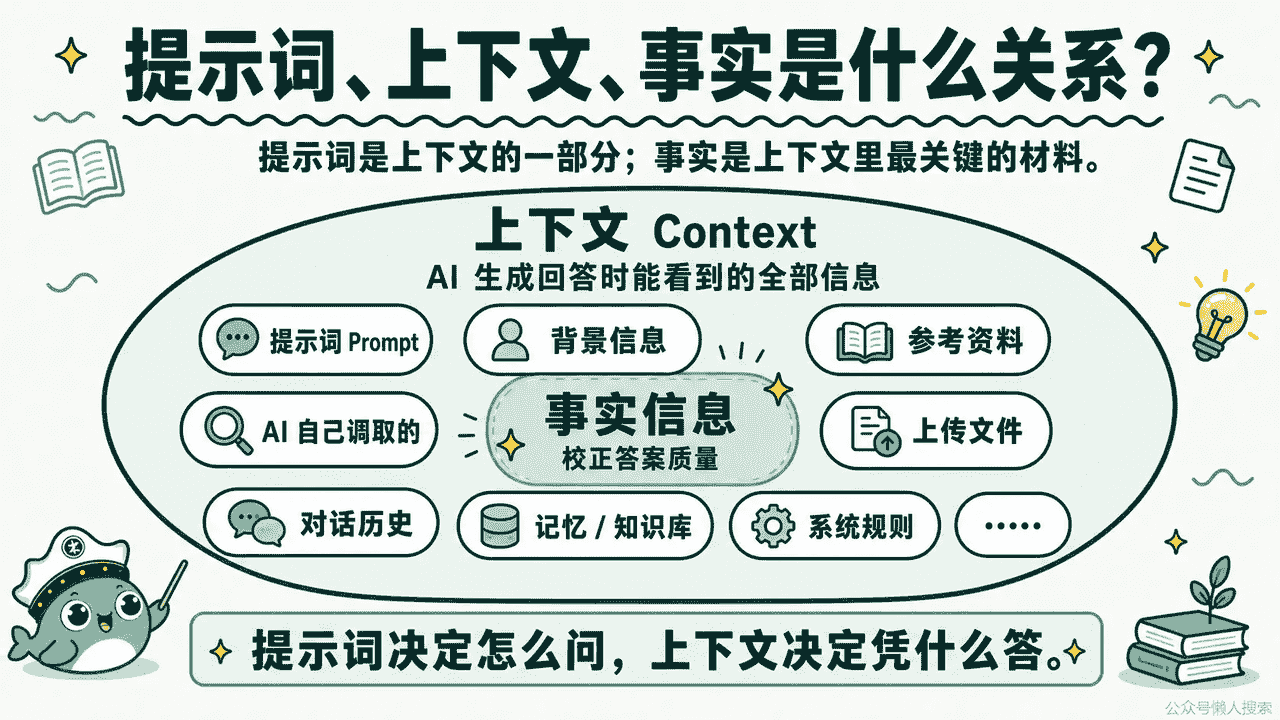 提示词、上下文、事实是什么关系？
提示词是上下文的一部分；事实是上下文里最关键的材料。
上下文 Context
AI 生成回答时能看到的全部信息
提示词 Prompt
背景信息
参考资料
AI 自己调取的
事实信息
校正答案质量
上传文件
对话历史
记忆 / 知识库
系统规则
······
提示词决定怎么问，上下文决定凭什么答。
公众号懒人搜索